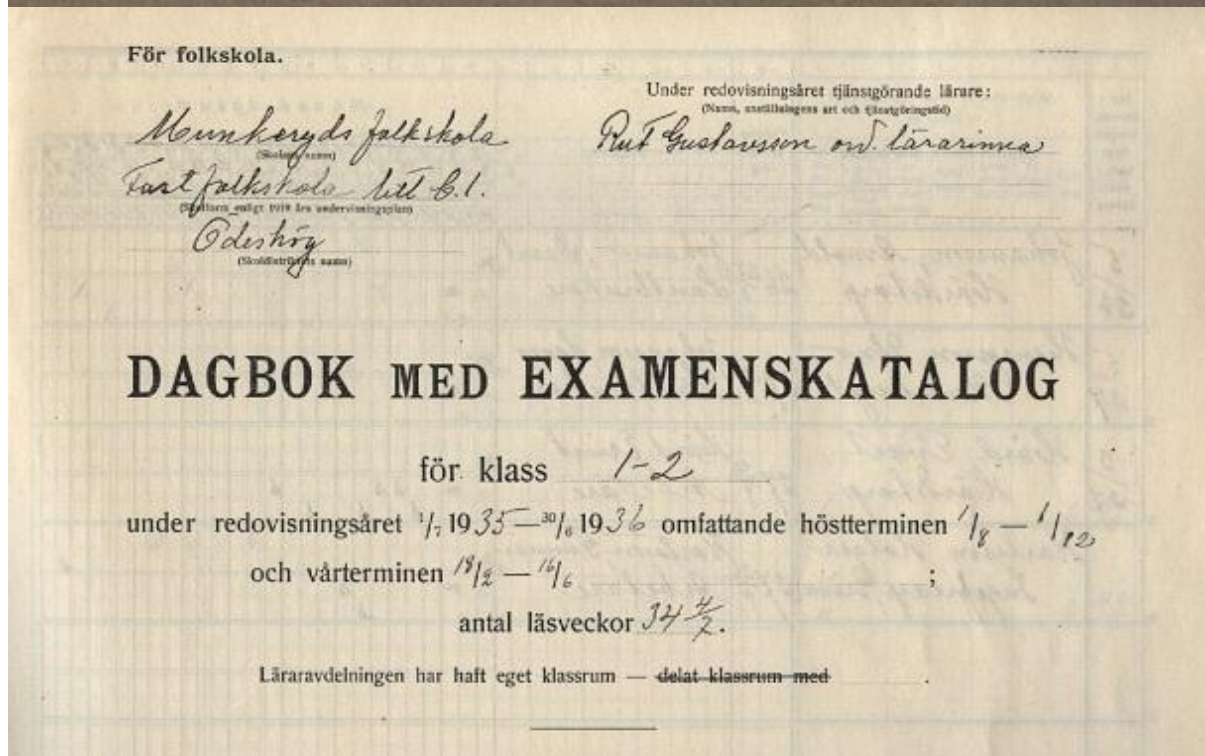 För folkskola.
Under redovisningsåret tjänstgörande lärare:
(Namn, anställningens art och tjänstgöringstid)
Munkeryds folkskola
(Skolans namn)
Rut Gustavsson ord. lärarinna
Fast folkskola litt B.1.
(Skolform enligt 1919 års undervisningsplan)
Ödeshög
(Skoldistriktets namn)
DAGBOK MED EXAMENSKATALOG
för klass 1-2
under redovisningsåret 1/7 1935—30/6 1936 omfattande höstterminen 1/8 — 1/12
och vårterminen 18/2 — 16/6 ;
antal läsveckor 34 4/7.
Läraravdelningen har haft eget klassrum — delat klassrum med .